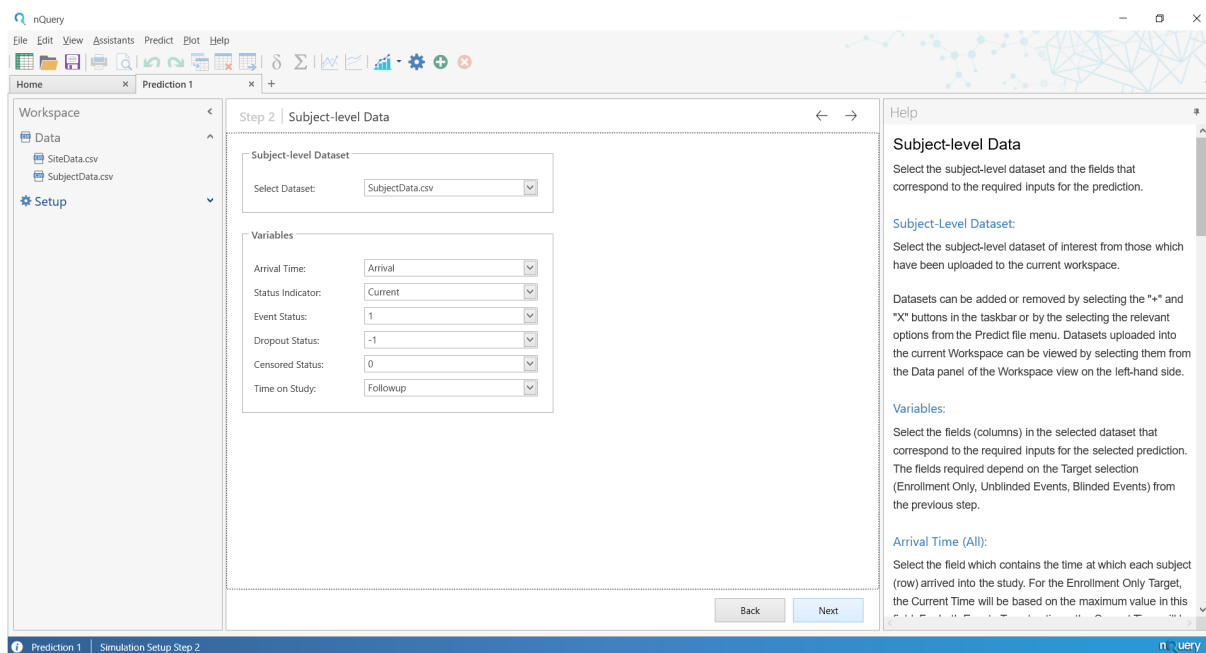 nQuery
File Edit View Assistants Predict Plot Help
Home × Prediction 1 × +
Workspace
Data
SiteData.csv
SubjectData.csv
Setup
Step 2 | Subject-level Data
Subject-level Dataset
Select Dataset: SubjectData.csv
Variables
Arrival Time: Arrival
Status Indicator: Current
Event Status: 1
Dropout Status: -1
Censored Status: 0
Time on Study: Followup
Back Next
Help
Subject-level Data
Select the subject-level dataset and the fields that
correspond to the required inputs for the prediction.
Subject-Level Dataset:
Select the subject-level dataset of interest from those which
have been uploaded to the current workspace.
Datasets can be added or removed by selecting the "+" and
"X" buttons in the taskbar or by the selecting the relevant
options from the Predict file menu. Datasets uploaded into
the current Workspace can be viewed by selecting them from
the Data panel of the Workspace view on the left-hand side.
Variables:
Select the fields (columns) in the selected dataset that
correspond to the required inputs for the selected prediction.
The fields required depend on the Target selection
(Enrollment Only, Unblinded Events, Blinded Events) from
the previous step.
Arrival Time (All):
Select the field which contains the time at which each subject
(row) arrived into the study. For the Enrollment Only Target,
the Current Time will be based on the maximum value in this
Prediction 1 | Simulation Setup Step 2
nQuery